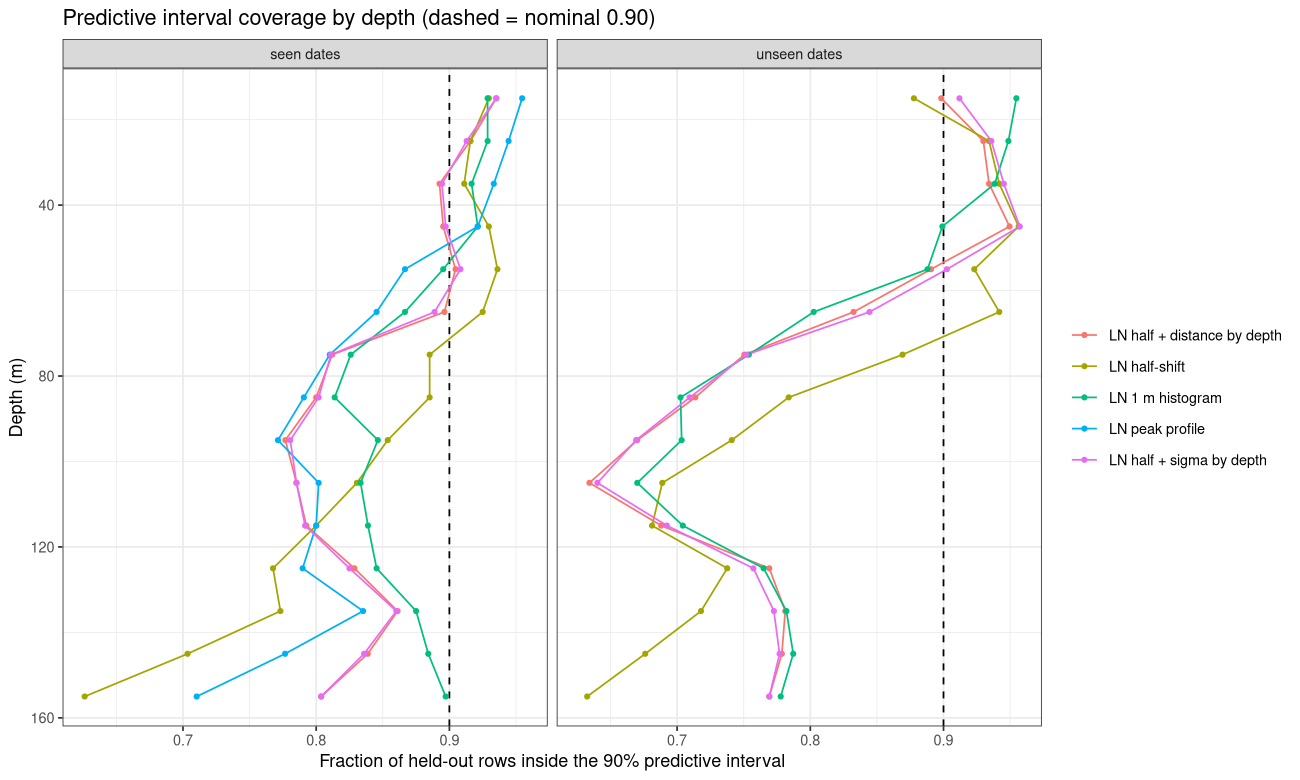 Predictive interval coverage by depth (dashed = nominal 0.90)
seen dates
unseen dates
40
80
120
160
Depth (m)
0.7
0.8
0.9
0.7
0.8
0.9
Fraction of held-out rows inside the 90% predictive interval
LN half + distance by depth
LN half-shift
LN 1 m histogram
LN peak profile
LN half + sigma by depth